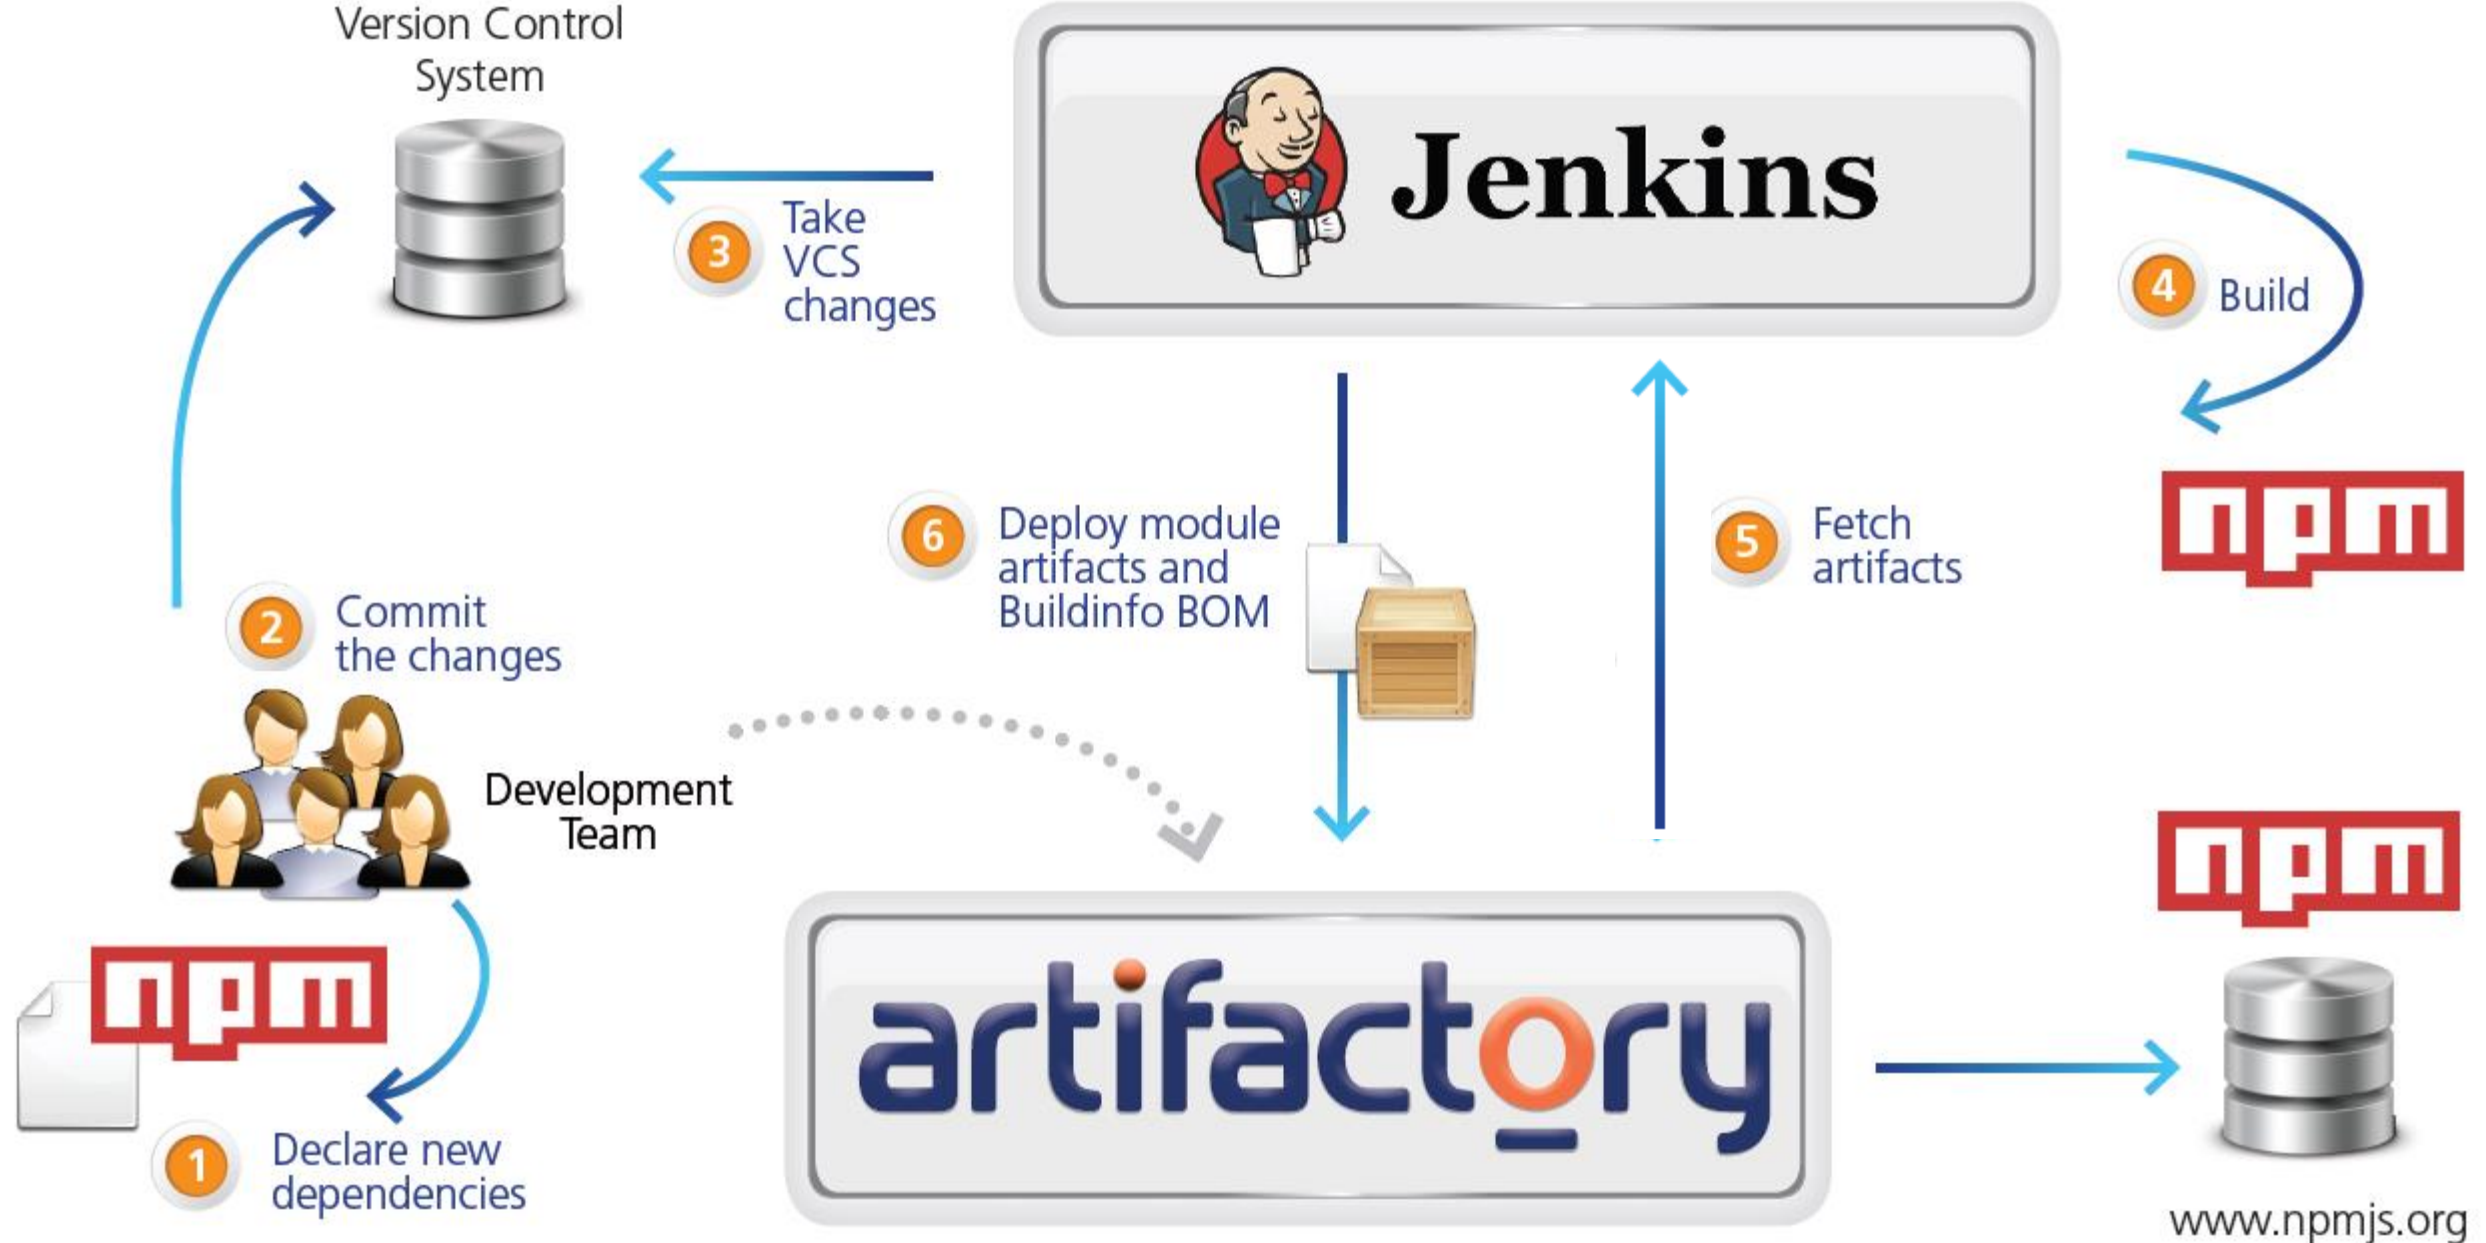 Version Control
System
Jenkins
3
Take
VCS
changes
4
Build
npm
6
Deploy module
artifacts and
Buildinfo BOM
5
Fetch
artifacts
2
Commit
the changes
Development
Team
npm
npm
artifactory
1
Declare new
dependencies
www.npmjs.org